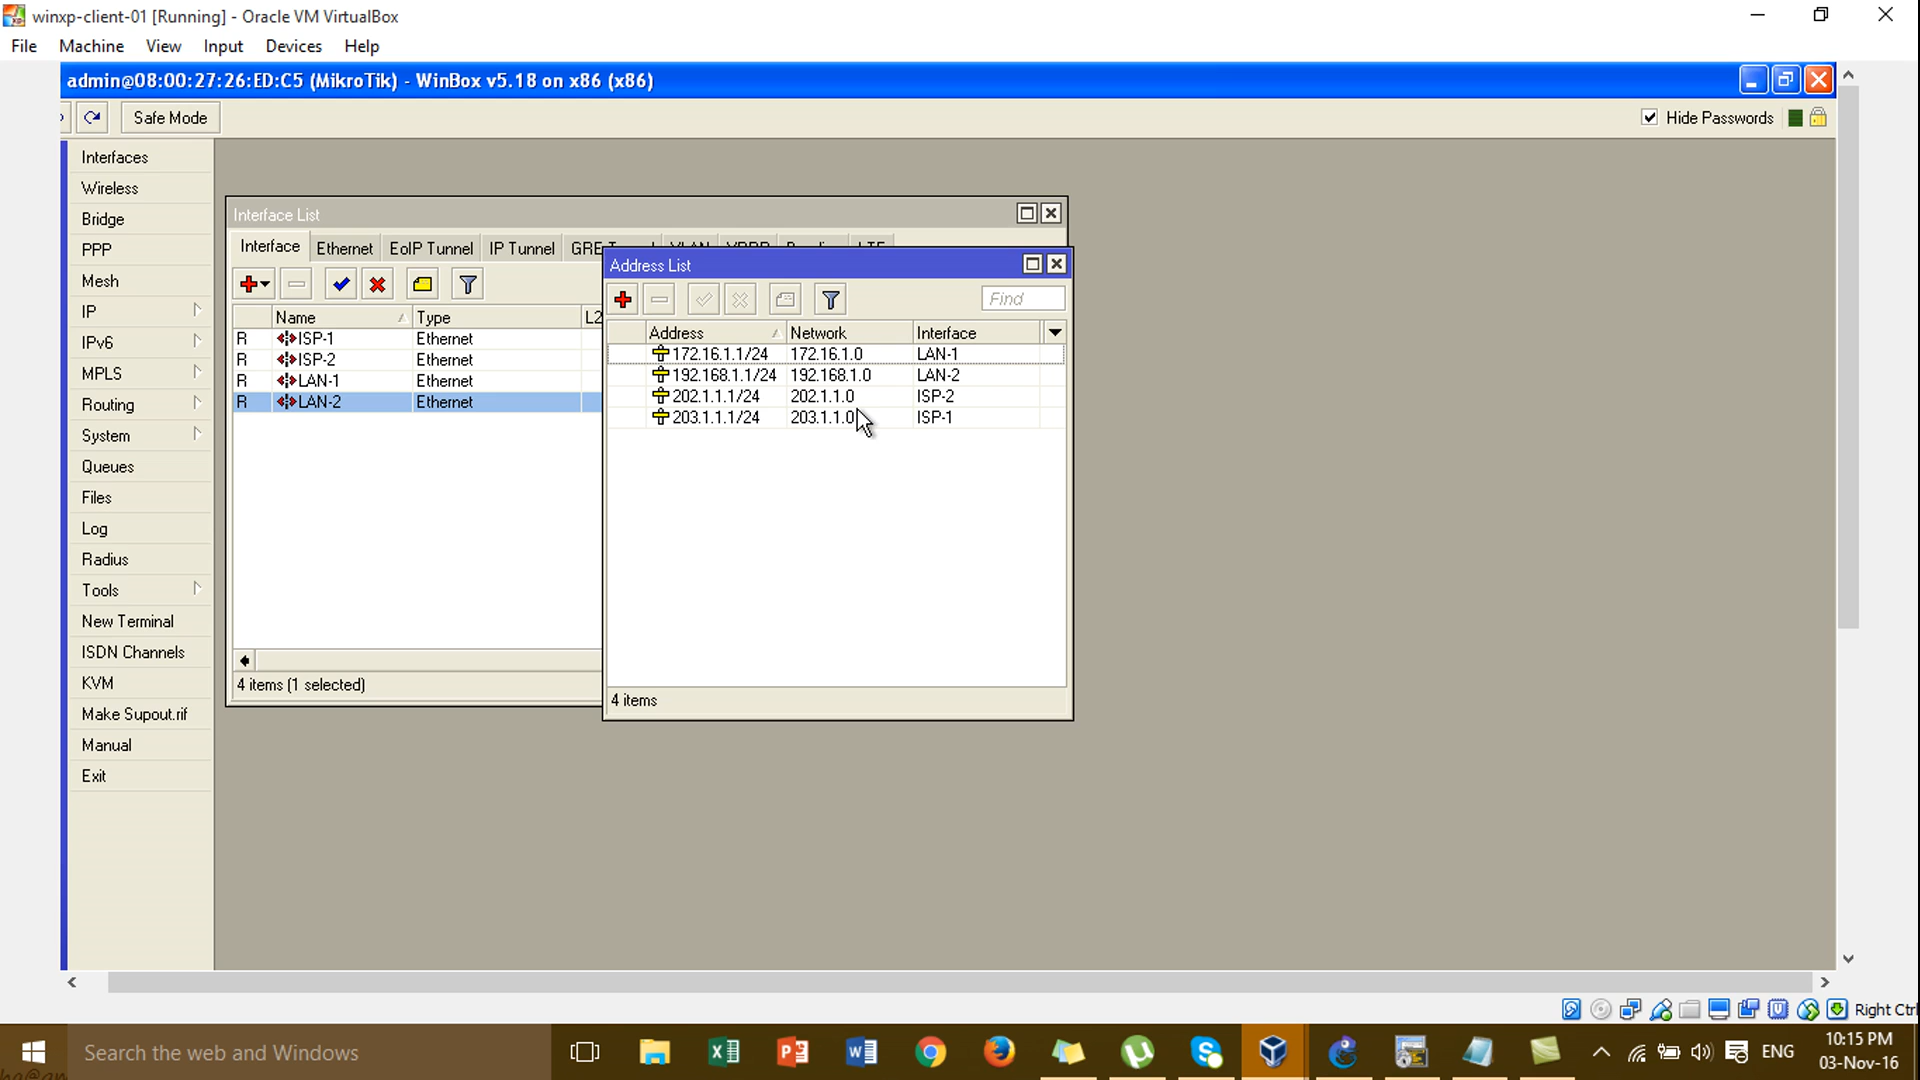 winxp-client-01 [Running] - Oracle VM VirtualBox
File Machine View Input Devices Help
admin@08:00:27:26:ED:C5 (MikroTik) - WinBox v5.18 on x86 (x86)
Safe Mode
Hide Passwords
Interfaces
Wireless
Bridge
PPP
Mesh
IP
IPv6
MPLS
Routing
System
Queues
Files
Log
Radius
Tools
New Terminal
ISDN Channels
KVM
Make Supout.rif
Manual
Exit
Interface List
Interface Ethernet EoIP Tunnel IP Tunnel GRE Tunnel VLAN VRRP Bonding LTE
Name Type L2
R ISP-1 Ethernet
R ISP-2 Ethernet
R LAN-1 Ethernet
R LAN-2 Ethernet
4 items (1 selected)
Address List
Find
Address Network Interface
172.16.1.1/24 172.16.1.0 LAN-1
192.168.1.1/24 192.168.1.0 LAN-2
202.1.1.1/24 202.1.1.0 ISP-2
203.1.1.1/24 203.1.1.0 ISP-1
4 items
Right Ctrl
Search the web and Windows
ENG
10:15 PM
03-Nov-16